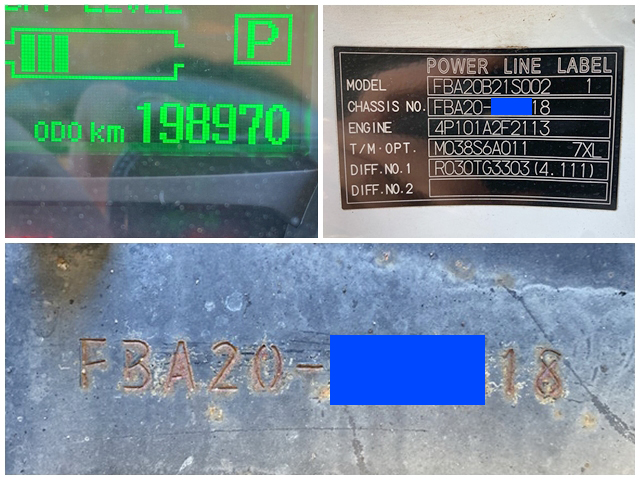 P
ODO km 198970
POWER LINE LABEL
MODEL FBA20B21S002 1
CHASSIS NO. FBA20- 18
ENGINE 4P101A2F2113
T/M.OPT. M038S6A011 7XL
DIFF.NO.1 R030TG3303(4.111)
DIFF.NO.2
FBA20- 18